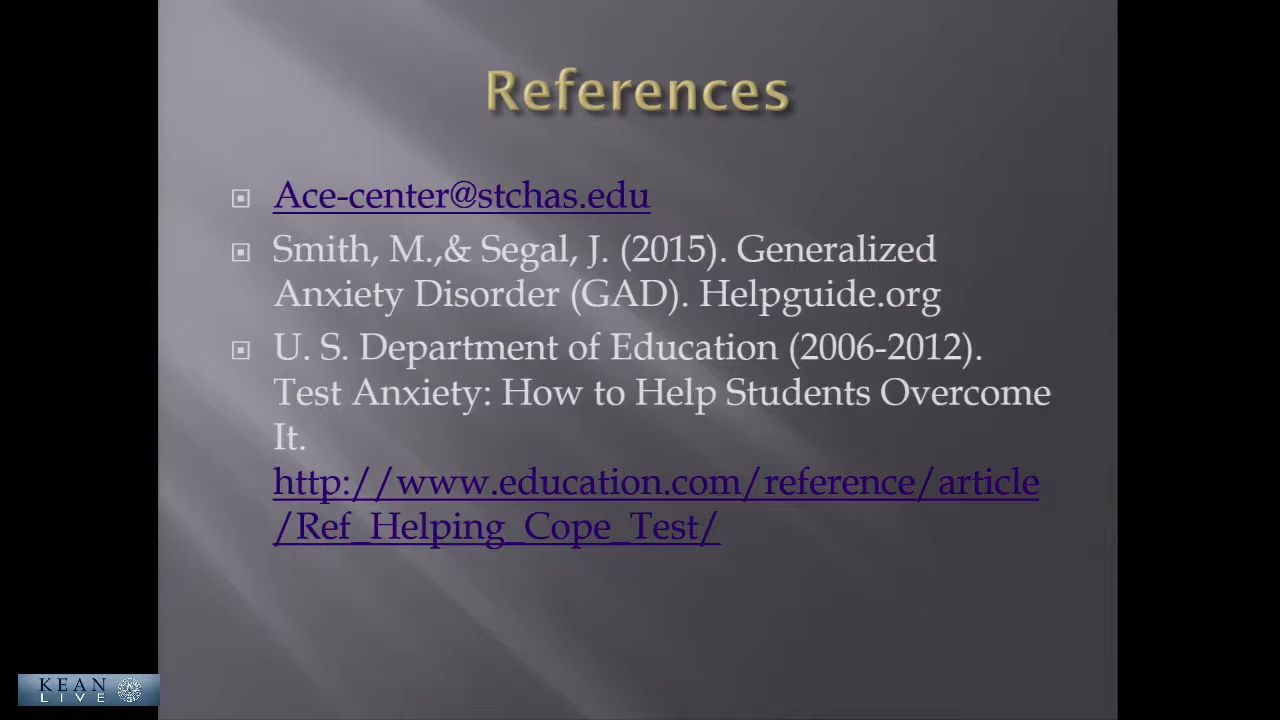 References
Ace-center@stchas.edu
Smith, M.,& Segal, J. (2015). Generalized
Anxiety Disorder (GAD). Helpguide.org
U. S. Department of Education (2006-2012).
Test Anxiety: How to Help Students Overcome
It.
http://www.education.com/reference/article
/Ref_Helping_Cope_Test/
KEAN
LIVE